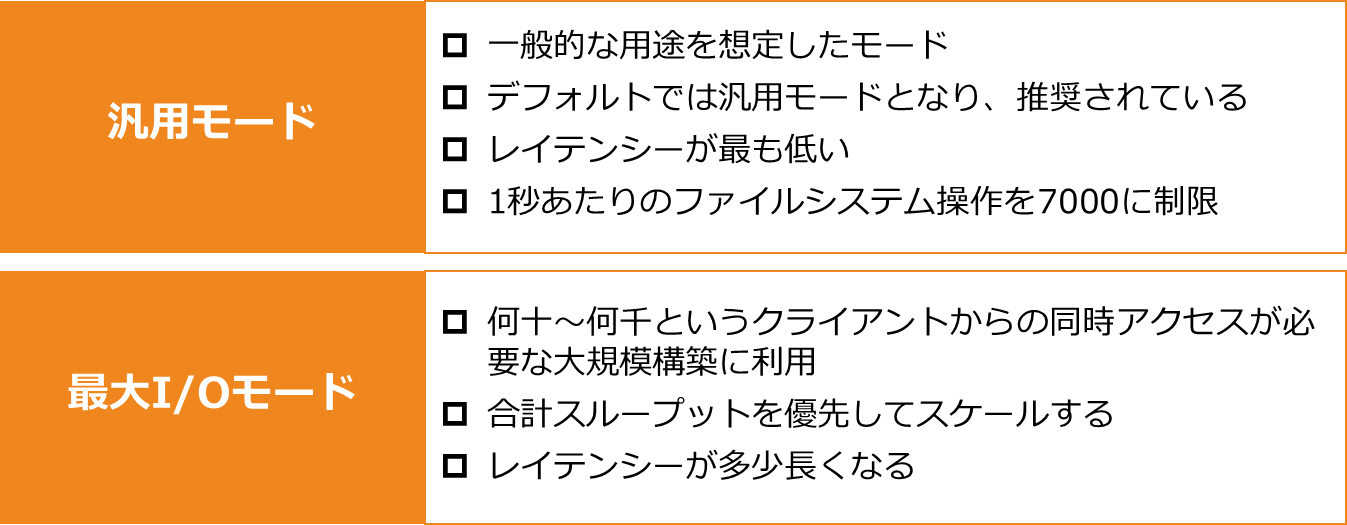 汎用モード
一般的な用途を想定したモード
デフォルトでは汎用モードとなり、推奨されている
レイテンシーが最も低い
1秒あたりのファイルシステム操作を7000に制限
最大I/Oモード
何十～何千というクライアントからの同時アクセスが必
要な大規模構築に利用
合計スループットを優先してスケールする
レイテンシーが多少長くなる